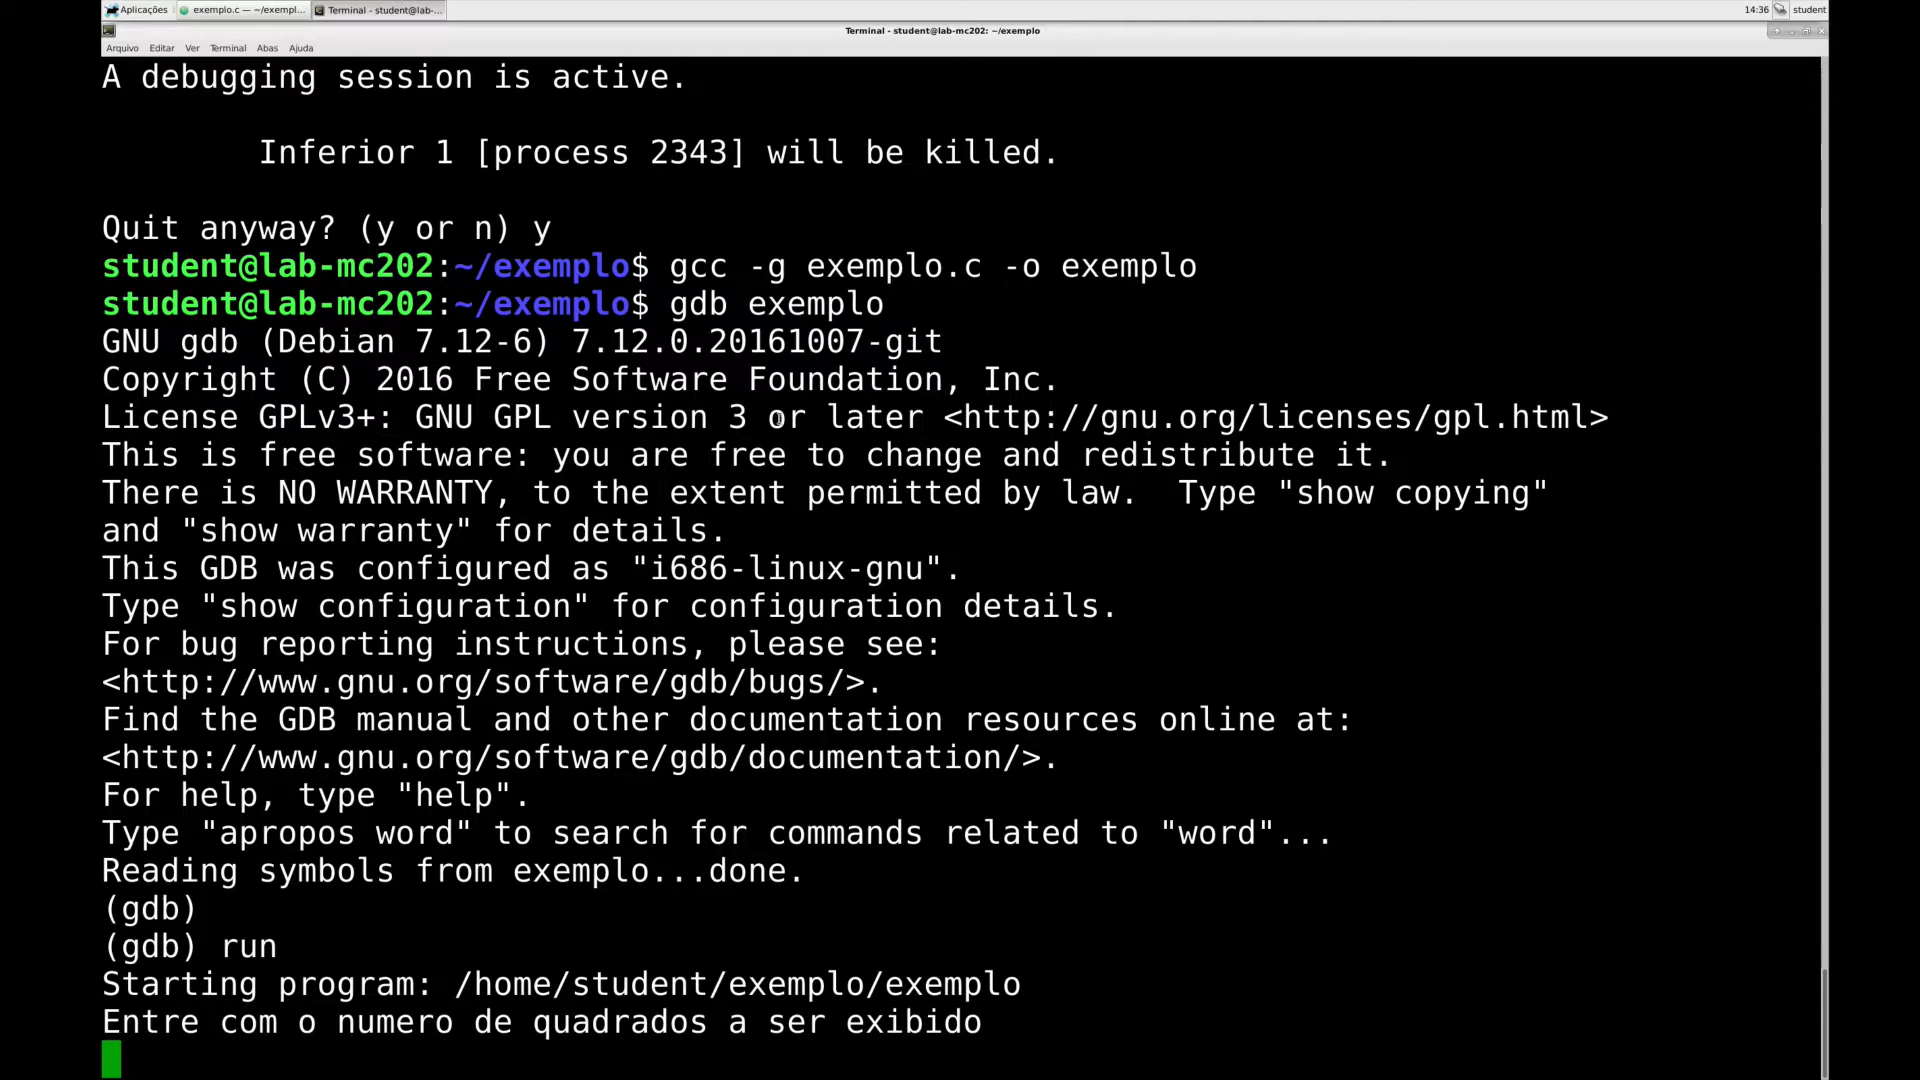 Aplicações exemplo.c — ~/exempl... Terminal - student@lab-... 14:36 student
Terminal - student@lab-mc202: ~/exemplo
Arquivo Editar Ver Terminal Abas Ajuda
A debugging session is active.
Inferior 1 [process 2343] will be killed.
Quit anyway? (y or n) y
student@lab-mc202:~/exemplo$ gcc -g exemplo.c -o exemplo
student@lab-mc202:~/exemplo$ gdb exemplo
GNU gdb (Debian 7.12-6) 7.12.0.20161007-git
Copyright (C) 2016 Free Software Foundation, Inc.
License GPLv3+: GNU GPL version 3 or later <http://gnu.org/licenses/gpl.html>
This is free software: you are free to change and redistribute it.
There is NO WARRANTY, to the extent permitted by law.  Type "show copying"
and "show warranty" for details.
This GDB was configured as "i686-linux-gnu".
Type "show configuration" for configuration details.
For bug reporting instructions, please see:
<http://www.gnu.org/software/gdb/bugs/>.
Find the GDB manual and other documentation resources online at:
<http://www.gnu.org/software/gdb/documentation/>.
For help, type "help".
Type "apropos word" to search for commands related to "word"...
Reading symbols from exemplo...done.
(gdb)
(gdb) run
Starting program: /home/student/exemplo/exemplo
Entre com o numero de quadrados a ser exibido